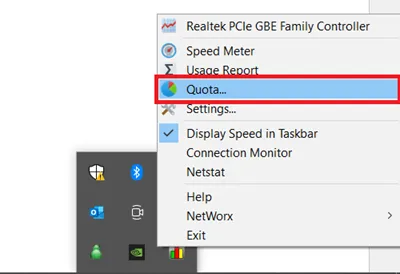 Realtek PCIe GBE Family Controller
Speed Meter
Usage Report
Quota...
Settings...
Display Speed in Taskbar
Connection Monitor
Netstat
Help
NetWorx
Exit